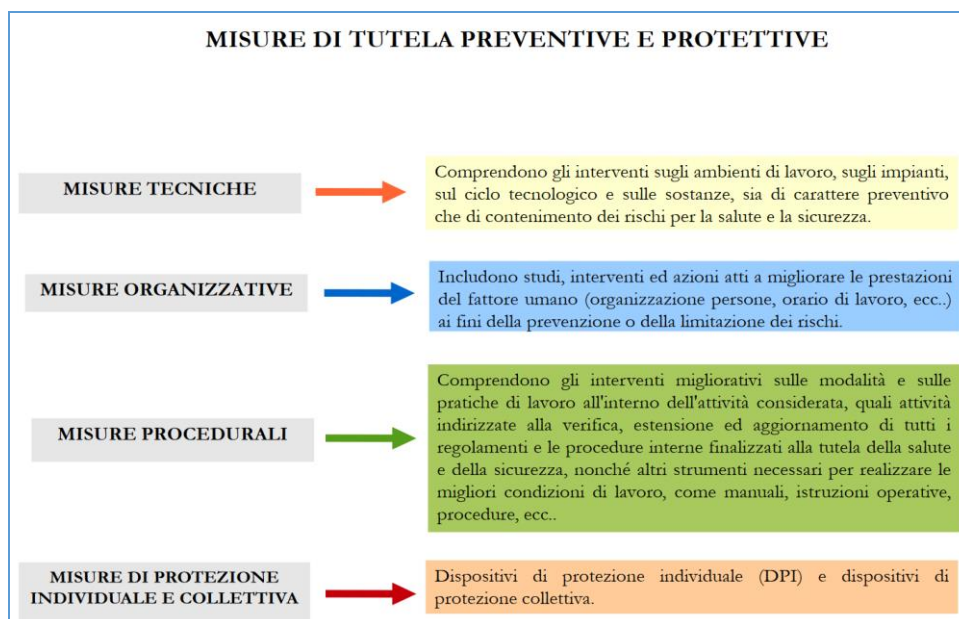 MISURE DI TUTELA PREVENTIVE E PROTETTIVE
MISURE TECNICHE
Comprendono gli interventi sugli ambienti di lavoro, sugli impianti,
sul ciclo tecnologico e sulle sostanze, sia di carattere preventivo
che di contenimento dei rischi per la salute e la sicurezza.
MISURE ORGANIZZATIVE
Includono studi, interventi ed azioni atti a migliorare le prestazioni
del fattore umano (organizzazione persone, orario di lavoro, ecc..)
ai fini della prevenzione o della limitazione dei rischi.
MISURE PROCEDURALI
Comprendono gli interventi migliorativi sulle modalità e sulle
pratiche di lavoro all'interno dell'attività considerata, quali attività
indirizzate alla verifica, estensione ed aggiornamento di tutti i
regolamenti e le procedure interne finalizzati alla tutela della salute
e della sicurezza, nonché altri strumenti necessari per realizzare le
migliori condizioni di lavoro, come manuali, istruzioni operative,
procedure, ecc..
MISURE DI PROTEZIONE
INDIVIDUALE E COLLETTIVA
Dispositivi di protezione individuale (DPI) e dispositivi di
protezione collettiva.